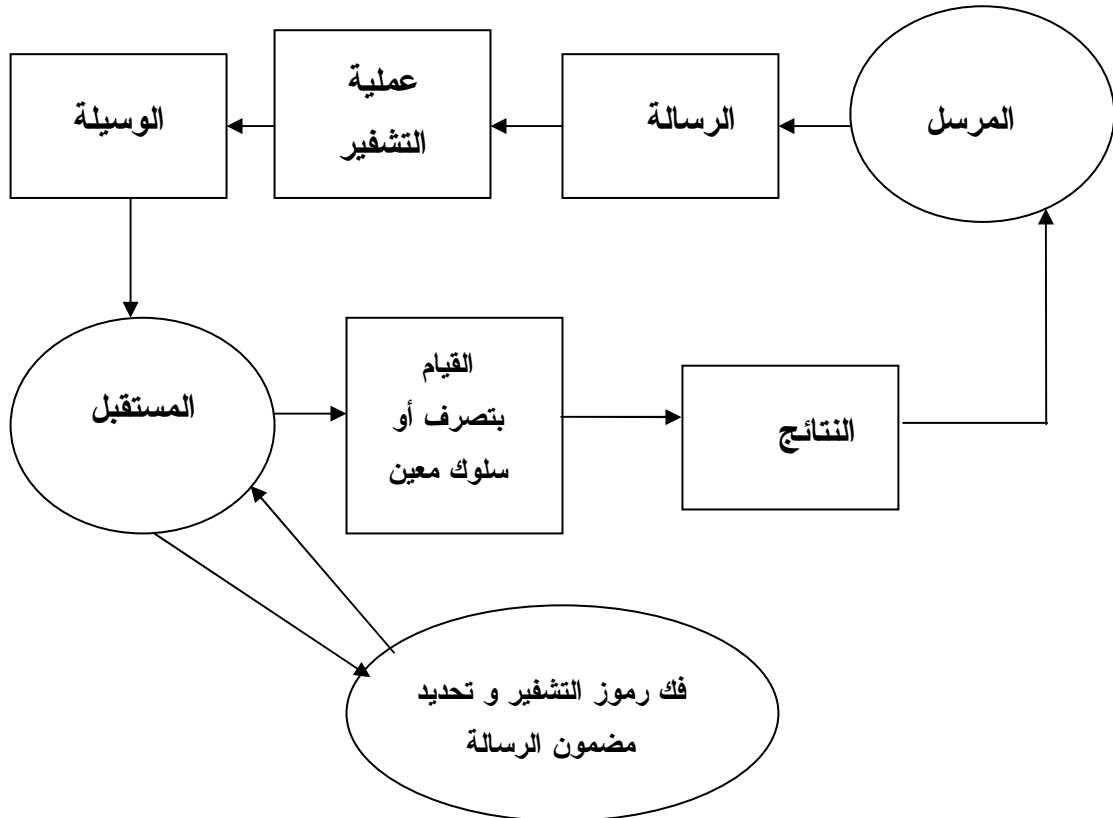 المرسل
الرسالة
عملية
التشفير
الوسيلة
المستقبل
القيام
بتصرف أو
سلوك معين
النتائج
فك رموز التشفير و تحديد
مضمون الرسالة